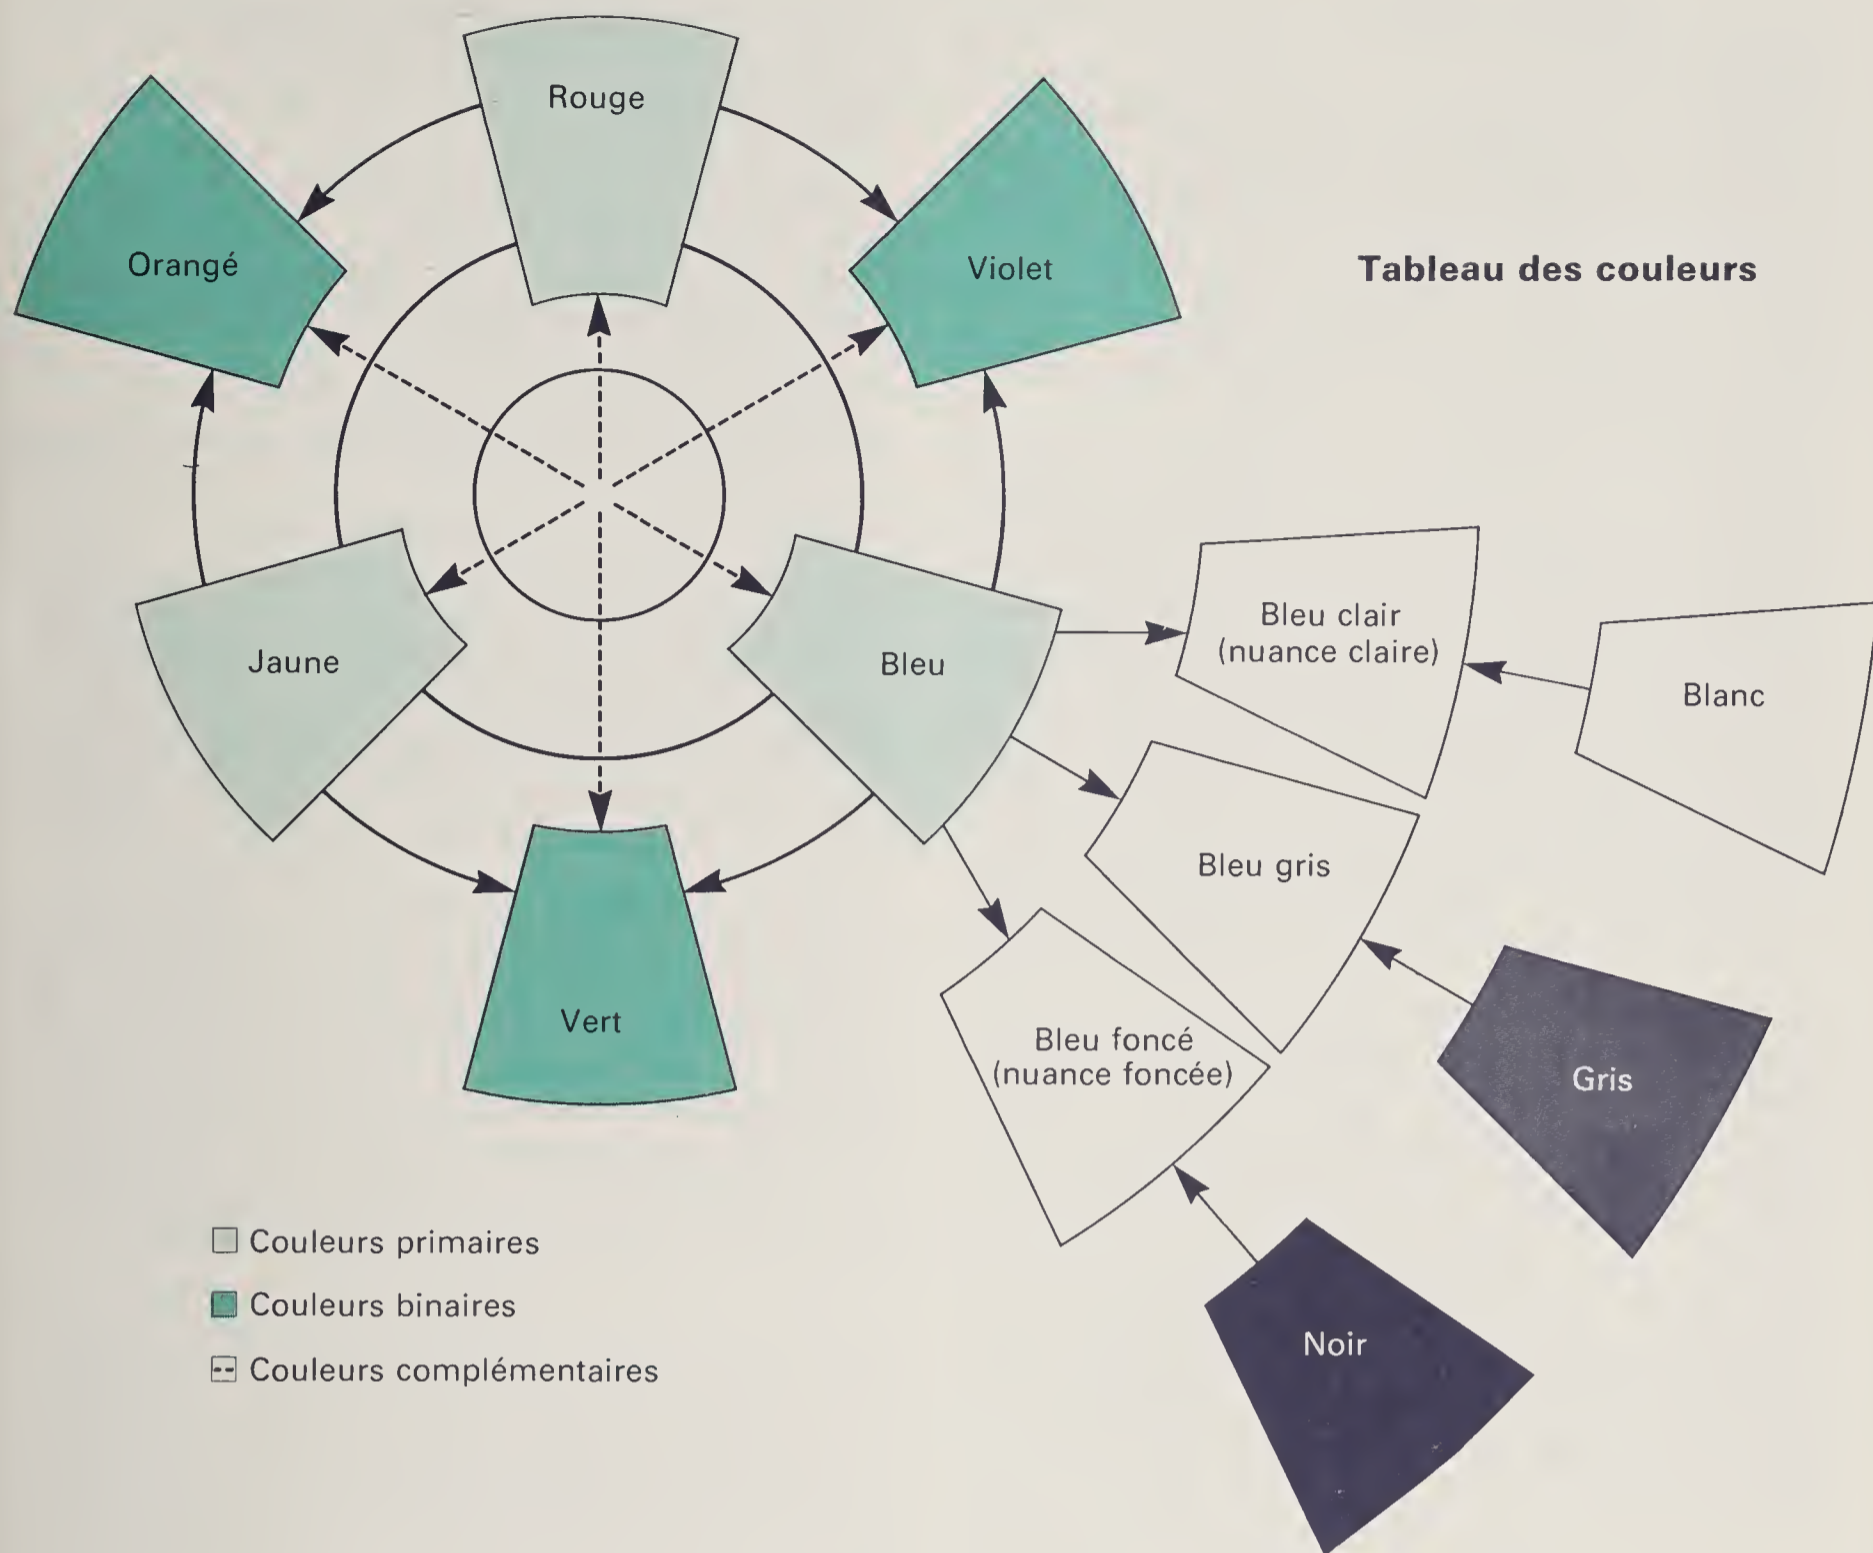 Rouge
Orangé
Violet
Tableau des couleurs
Jaune
Bleu
Bleu clair
(nuance claire)
Blanc
Bleu gris
Vert
Bleu foncé
(nuance foncée)
Gris
Noir
Couleurs primaires
Couleurs binaires
Couleurs complémentaires